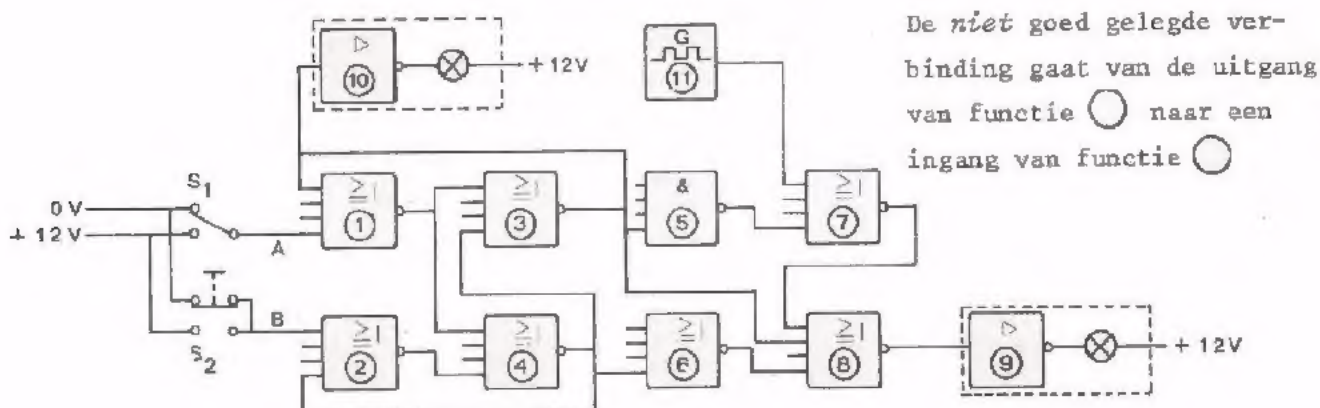 De niet goed gelegde ver-
binding gaat van de uitgang
van functie ◯ naar een
ingang van functie ◯
▷
10
+ 12V
G
11
S1
0 V
+ 12V
A
≥1
1
≥1
3
&
5
≥1
7
B
S2
≥1
2
≥1
4
≥1
6
≥1
8
▷
9
+ 12V